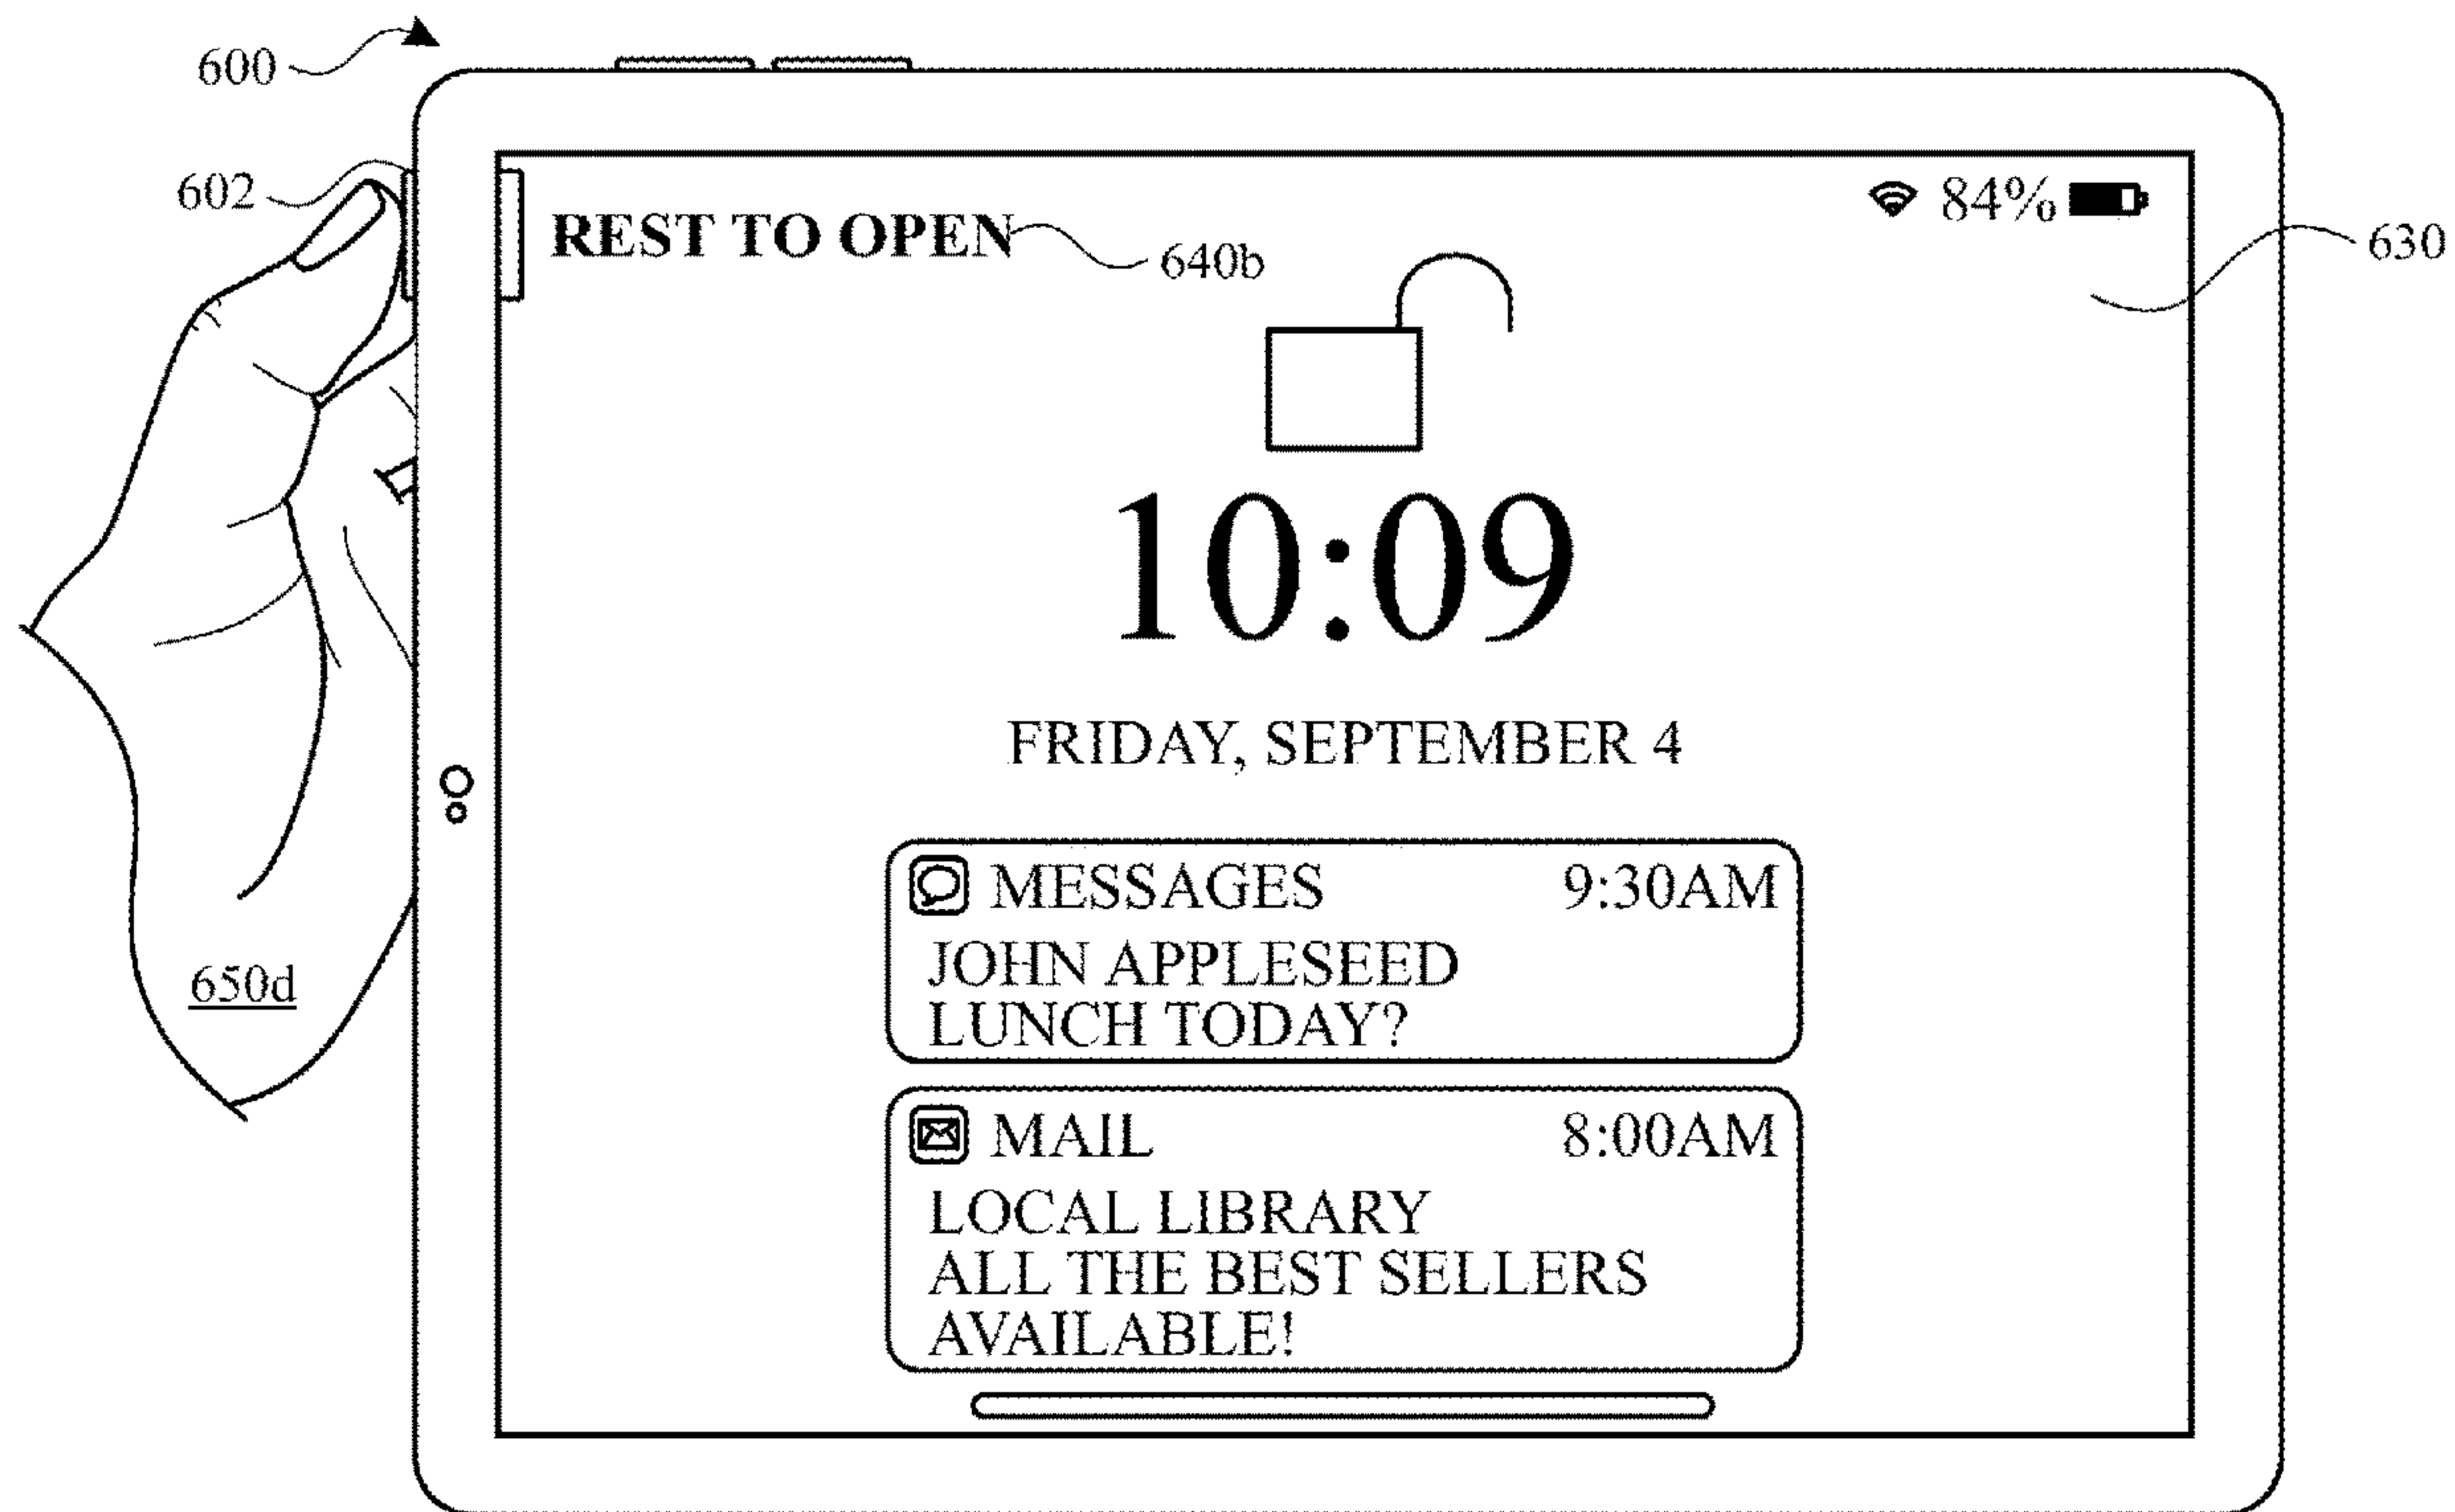 600
602
REST TO OPEN
640b
84%
630
10:09
FRIDAY, SEPTEMBER 4
MESSAGES 9:30AM
JOHN APPLESEED
LUNCH TODAY?
650d
MAIL 8:00AM
LOCAL LIBRARY
ALL THE BEST SELLERS
AVAILABLE!